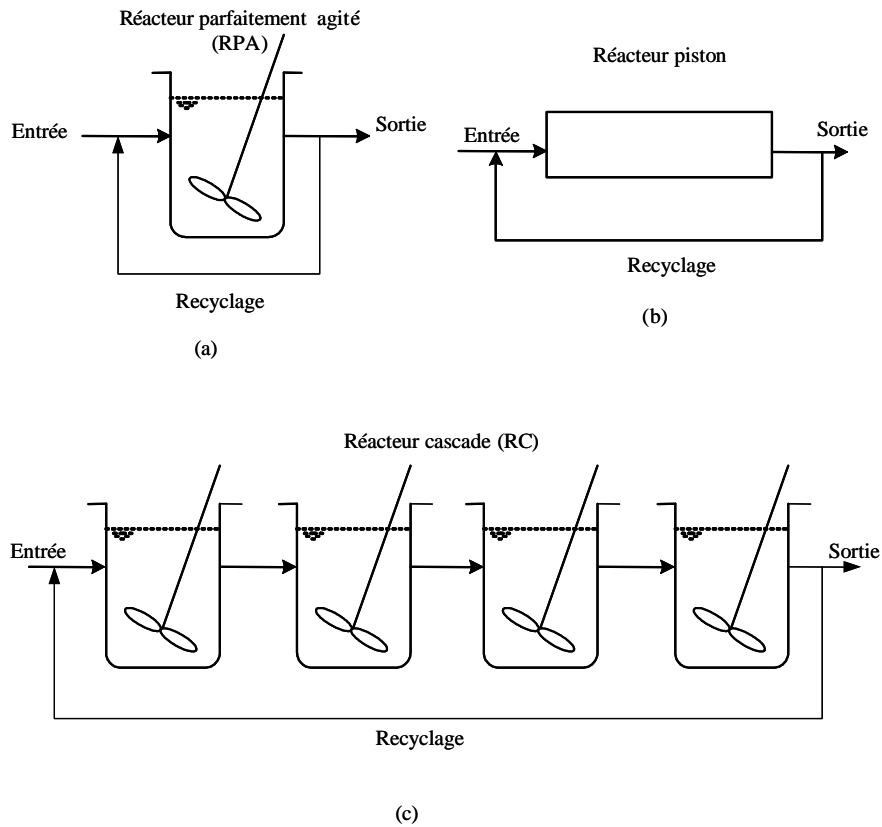 Réacteur parfaitement agité
(RPA)
Entrée
Sortie
Recyclage
(a)
Réacteur piston
Entrée
Sortie
Recyclage
(b)
Réacteur cascade (RC)
Entrée
Sortie
Recyclage
(c)